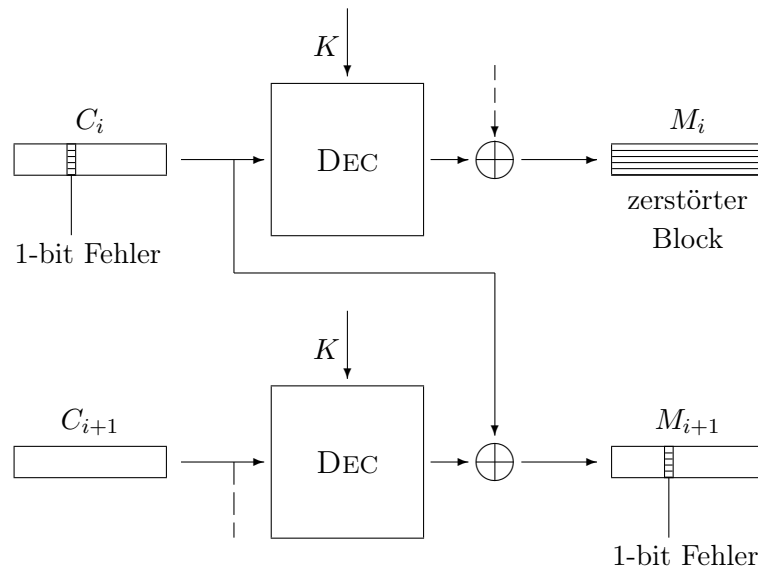 K
C_i
DEC
M_i
zerstörter
Block
1-bit Fehler
K
C_{i+1}
DEC
M_{i+1}
1-bit Fehler